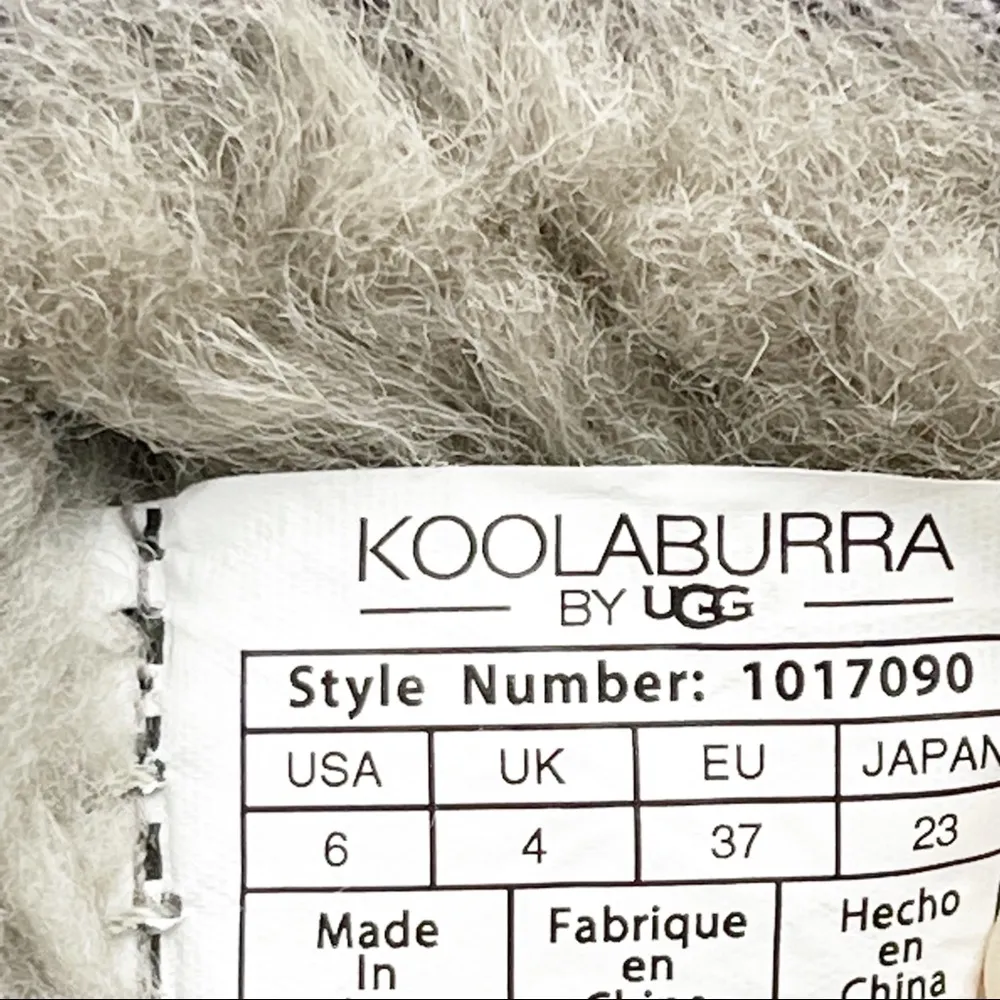 KOOLABURRA
BY UGG
Style Number: 1017090
USA UK EU JAPAN
6 4 37 23
Made Fabrique Hecho
In en en
China